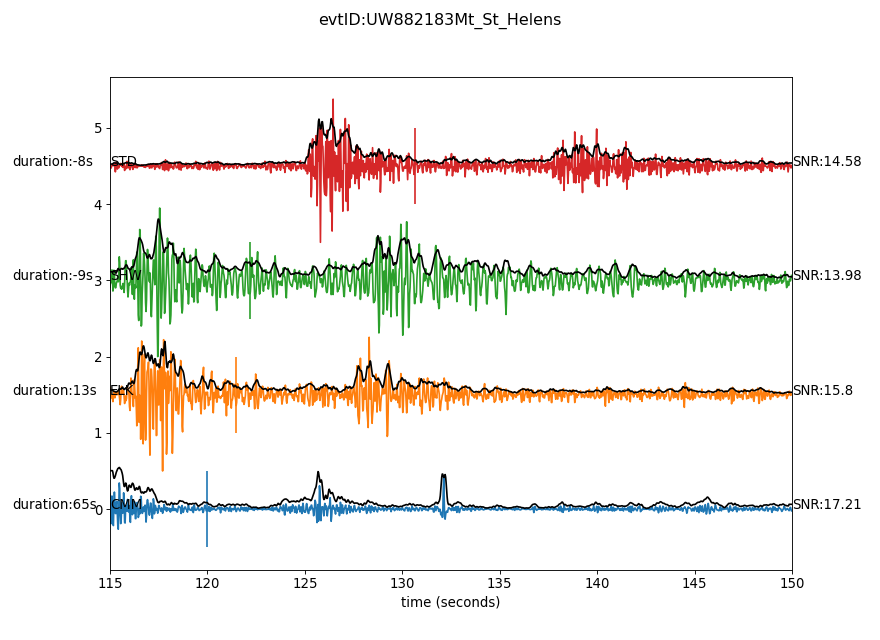 evtID:UW882183Mt_St_Helens
5
duration:-8s STD SNR:14.58
4
duration:-9s SHW SNR:13.98
3
2
duration:13s ELK SNR:15.8
1
duration:65s CMM SNR:17.21
0
115 120 125 130 135 140 145 150
time (seconds)